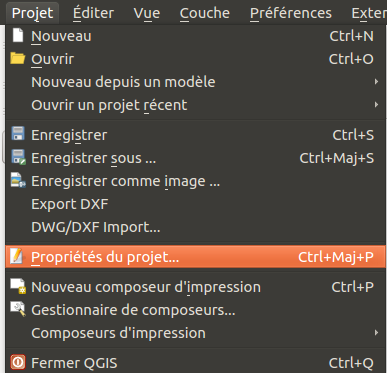 Projet Éditer Vue Couche Préférences Exter
Nouveau Ctrl+N
Ouvrir Ctrl+O
Nouveau depuis un modèle
Ouvrir un projet récent
Enregistrer Ctrl+S
Enregistrer sous ... Ctrl+Maj+S
Enregistrer comme image ...
Export DXF
DWG/DXF Import...
Propriétés du projet... Ctrl+Maj+P
Nouveau composeur d'impression Ctrl+P
Gestionnaire de composeurs...
Composeurs d'impression
Fermer QGIS Ctrl+Q